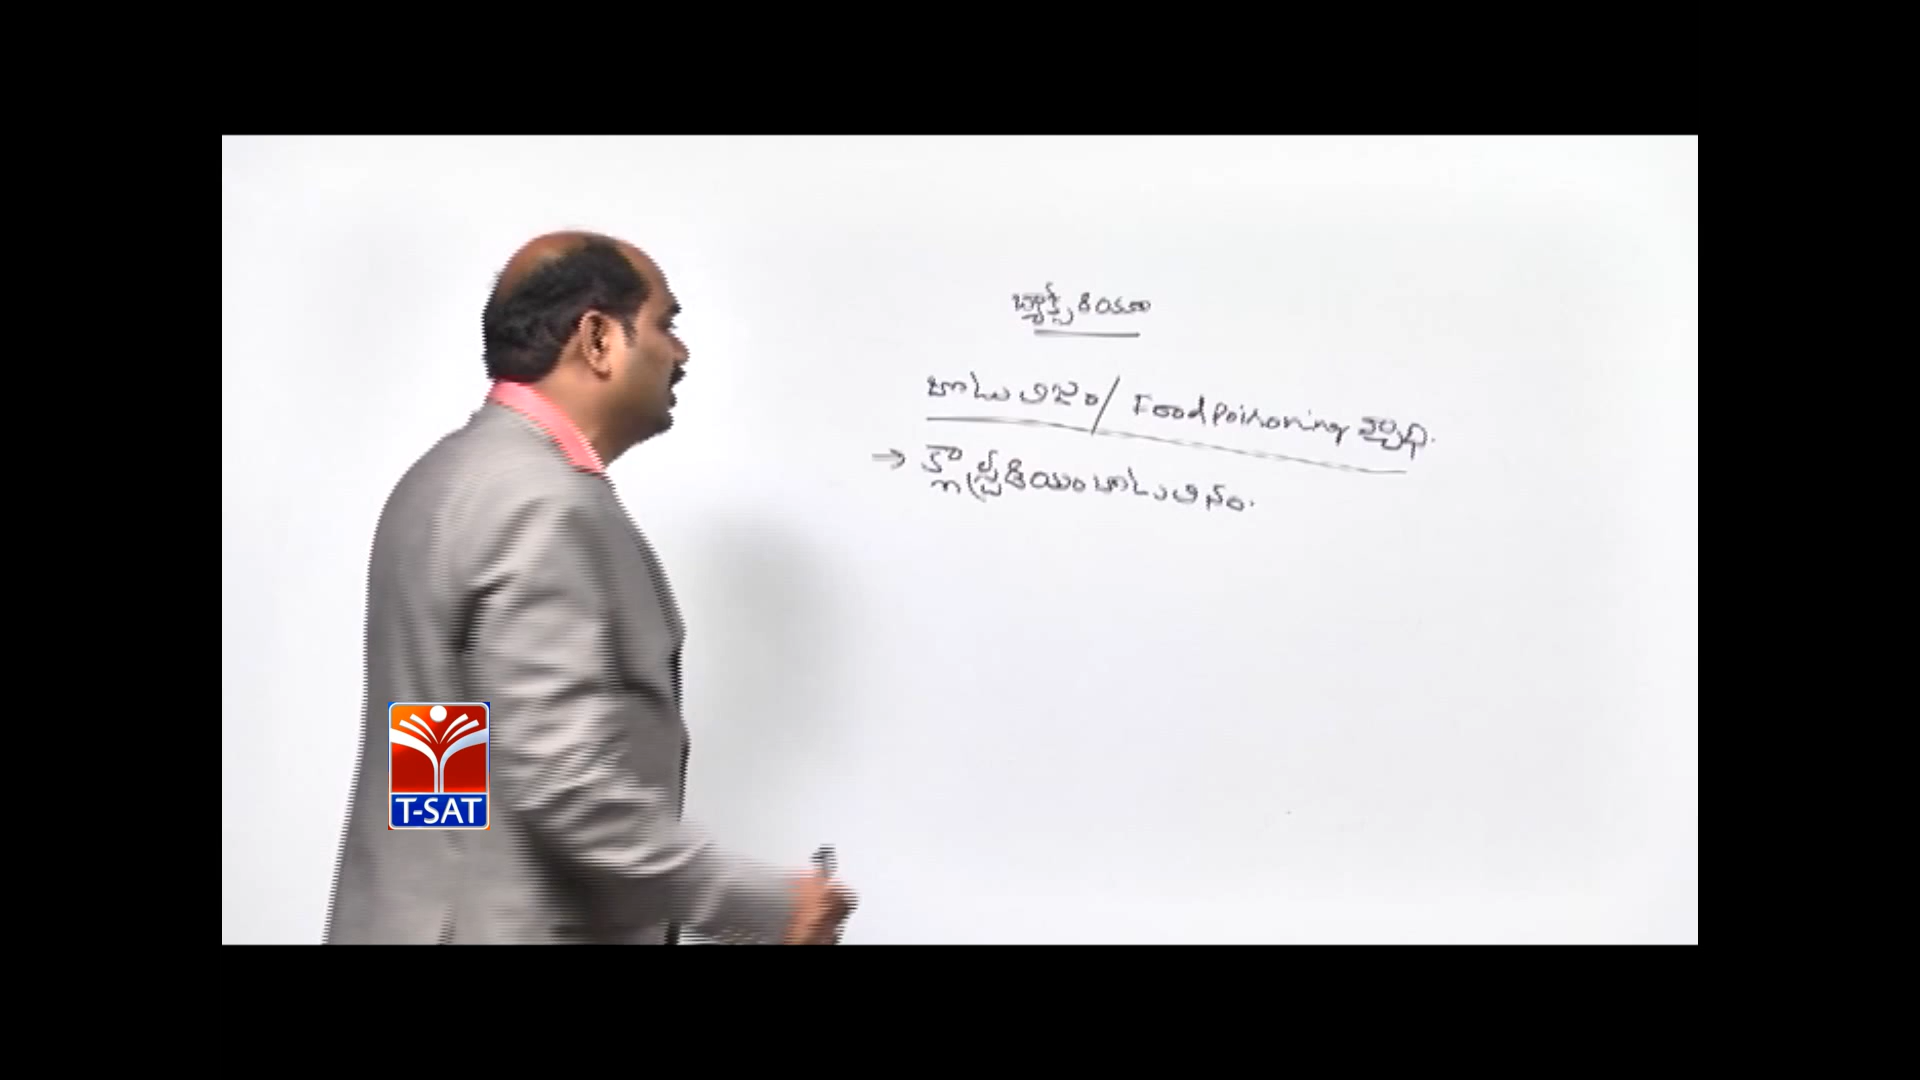 బ్యాక్టీరియా
బాటులిజం/ Food Poisoning వ్యాధి.
→ క్లాస్ట్రీడియం బాటులినం.
T-SAT